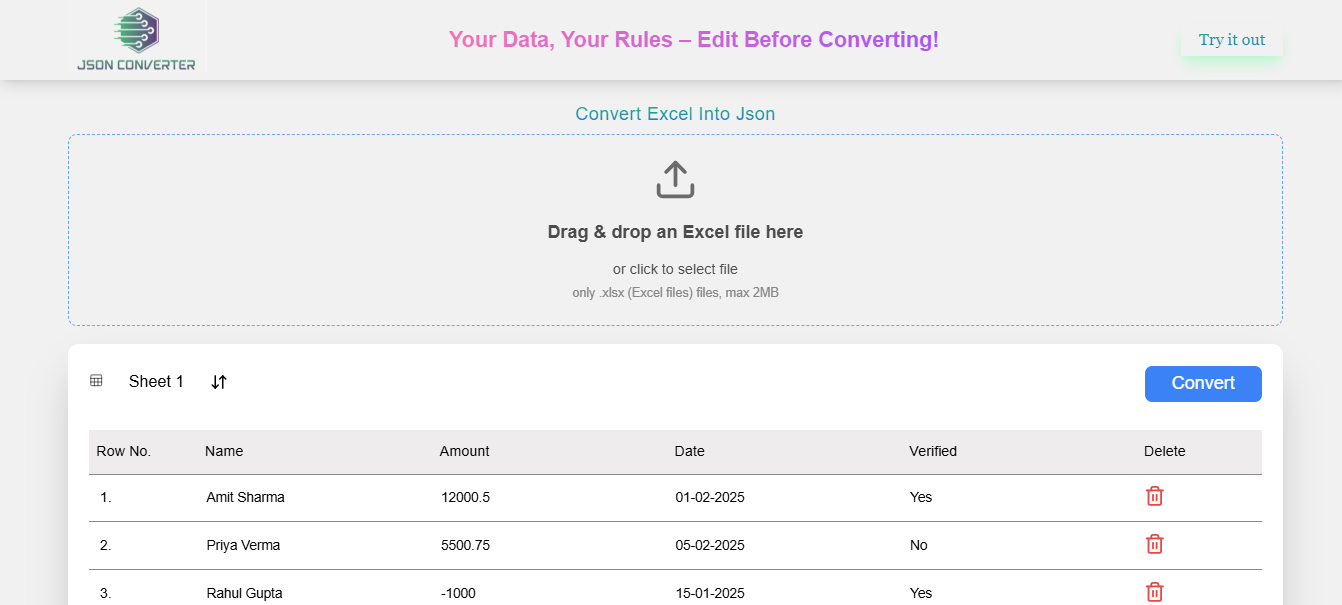 JSON CONVERTER
Your Data, Your Rules – Edit Before Converting!
Try it out
Convert Excel Into Json
Drag & drop an Excel file here
or click to select file
only .xlsx (Excel files) files, max 2MB
Sheet 1
Convert
Row No. Name Amount Date Verified Delete
1. Amit Sharma 12000.5 01-02-2025 Yes
2. Priya Verma 5500.75 05-02-2025 No
3. Rahul Gupta -1000 15-01-2025 Yes